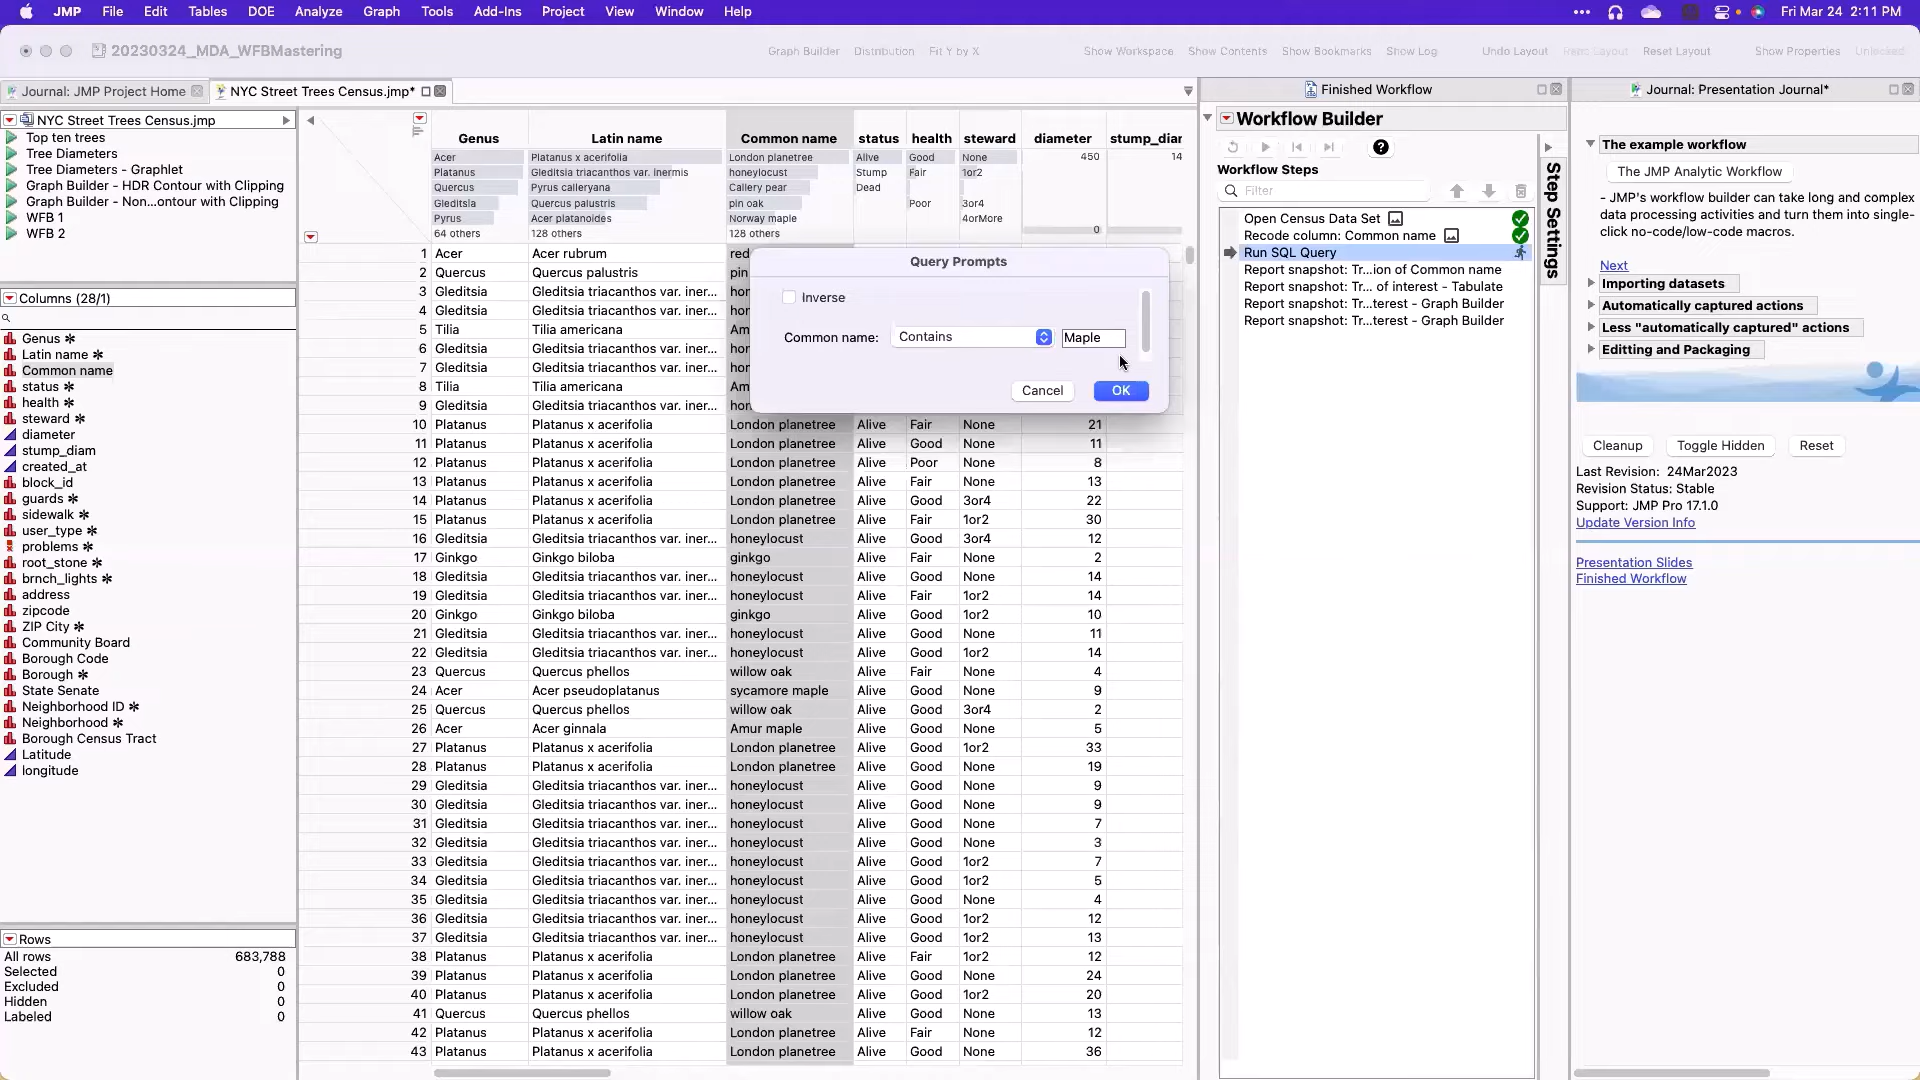 JMP File Edit Tables DOE Analyze Graph Tools Add-Ins Project View Window Help Fri Mar 24 2:11 PM
20230324_MDA_WFBMastering Graph Builder Distribution Fit Y by X Show Workspace Show Contents Show Bookmarks Show Log Undo Layout Redo Layout Reset Layout Show Properties Unlocked
Journal: JMP Project Home NYC Street Trees Census.jmp*
NYC Street Trees Census.jmp
Top ten trees
Tree Diameters
Tree Diameters - Graphlet
Graph Builder - HDR Contour with Clipping
Graph Builder - Non...ontour with Clipping
WFB 1
WFB 2
Columns (28/1)
Genus ✻
Latin name ✻
Common name
status ✻
health ✻
steward ✻
diameter
stump_diam
created_at
block_id
guards ✻
sidewalk ✻
user_type ✻
problems ✻
root_stone ✻
brnch_lights ✻
address
zipcode
ZIP City ✻
Community Board
Borough Code
Borough ✻
State Senate
Neighborhood ID ✻
Neighborhood ✻
Borough Census Tract
Latitude
longitude
Rows
All rows 683,788
Selected 0
Excluded 0
Hidden 0
Labeled 0
Genus Latin name Common name status health steward diameter stump_diar
Acer Platanus x acerifolia London planetree Alive Good None 450 14
Platanus Gleditsia triacanthos var. inermis honeylocust Stump Fair 1or2
Quercus Pyrus calleryana Callery pear Dead
Gleditsia Quercus palustris pin oak Poor 3or4
Pyrus Acer platanoides Norway maple 4orMore
64 others 128 others 128 others 0
1 Acer Acer rubrum red
2 Quercus Quercus palustris pin
3 Gleditsia Gleditsia triacanthos var. iner... hon
4 Gleditsia Gleditsia triacanthos var. iner... hon
5 Tilia Tilia americana Am
6 Gleditsia Gleditsia triacanthos var. iner... hon
7 Gleditsia Gleditsia triacanthos var. iner... hon
8 Tilia Tilia americana Am
9 Gleditsia Gleditsia triacanthos var. iner... hon
10 Platanus Platanus x acerifolia London planetree Alive Fair None 21
11 Platanus Platanus x acerifolia London planetree Alive Good None 11
12 Platanus Platanus x acerifolia London planetree Alive Poor None 8
13 Platanus Platanus x acerifolia London planetree Alive Fair None 13
14 Platanus Platanus x acerifolia London planetree Alive Good 3or4 22
15 Platanus Platanus x acerifolia London planetree Alive Fair 1or2 30
16 Gleditsia Gleditsia triacanthos var. iner... honeylocust Alive Good 3or4 12
17 Ginkgo Ginkgo biloba ginkgo Alive Fair None 2
18 Gleditsia Gleditsia triacanthos var. iner... honeylocust Alive Good None 14
19 Gleditsia Gleditsia triacanthos var. iner... honeylocust Alive Fair 1or2 14
20 Ginkgo Ginkgo biloba ginkgo Alive Good 1or2 10
21 Gleditsia Gleditsia triacanthos var. iner... honeylocust Alive Good None 11
22 Gleditsia Gleditsia triacanthos var. iner... honeylocust Alive Good 1or2 14
23 Quercus Quercus phellos willow oak Alive Fair None 4
24 Acer Acer pseudoplatanus sycamore maple Alive Good None 9
25 Quercus Quercus phellos willow oak Alive Good 3or4 2
26 Acer Acer ginnala Amur maple Alive Good None 5
27 Platanus Platanus x acerifolia London planetree Alive Good 1or2 33
28 Platanus Platanus x acerifolia London planetree Alive Good None 19
29 Gleditsia Gleditsia triacanthos var. iner... honeylocust Alive Good None 9
30 Gleditsia Gleditsia triacanthos var. iner... honeylocust Alive Good None 9
31 Gleditsia Gleditsia triacanthos var. iner... honeylocust Alive Good None 7
32 Gleditsia Gleditsia triacanthos var. iner... honeylocust Alive Good None 3
33 Gleditsia Gleditsia triacanthos var. iner... honeylocust Alive Good 1or2 7
34 Gleditsia Gleditsia triacanthos var. iner... honeylocust Alive Good 1or2 5
35 Gleditsia Gleditsia triacanthos var. iner... honeylocust Alive Good None 4
36 Gleditsia Gleditsia triacanthos var. iner... honeylocust Alive Good 1or2 12
37 Gleditsia Gleditsia triacanthos var. iner... honeylocust Alive Good 1or2 13
38 Platanus Platanus x acerifolia London planetree Alive Fair 1or2 12
39 Platanus Platanus x acerifolia London planetree Alive Good None 24
40 Platanus Platanus x acerifolia London planetree Alive Good 1or2 20
41 Quercus Quercus phellos willow oak Alive Good None 13
42 Platanus Platanus x acerifolia London planetree Alive Fair None 12
43 Platanus Platanus x acerifolia London planetree Alive Good None 36
Query Prompts
Inverse
Common name: Contains Maple
Cancel OK
Finished Workflow
Workflow Builder
?
Workflow Steps
Filter
Open Census Data Set
Recode column: Common name
Run SQL Query
Report snapshot: Tr...ion of Common name
Report snapshot: Tr... of interest - Tabulate
Report snapshot: Tr...terest - Graph Builder
Report snapshot: Tr...terest - Graph Builder
Step Settings
Journal: Presentation Journal*
The example workflow
The JMP Analytic Workflow
- JMP's workflow builder can take long and complex
data processing activities and turn them into single-
click no-code/low-code macros.
Next
Importing datasets
Automatically captured actions
Less "automatically captured" actions
Editing and Packaging
Cleanup Toggle Hidden Reset
Last Revision: 24Mar2023
Revision Status: Stable
Support: JMP Pro 17.1.0
Update Version Info
Presentation Slides
Finished Workflow